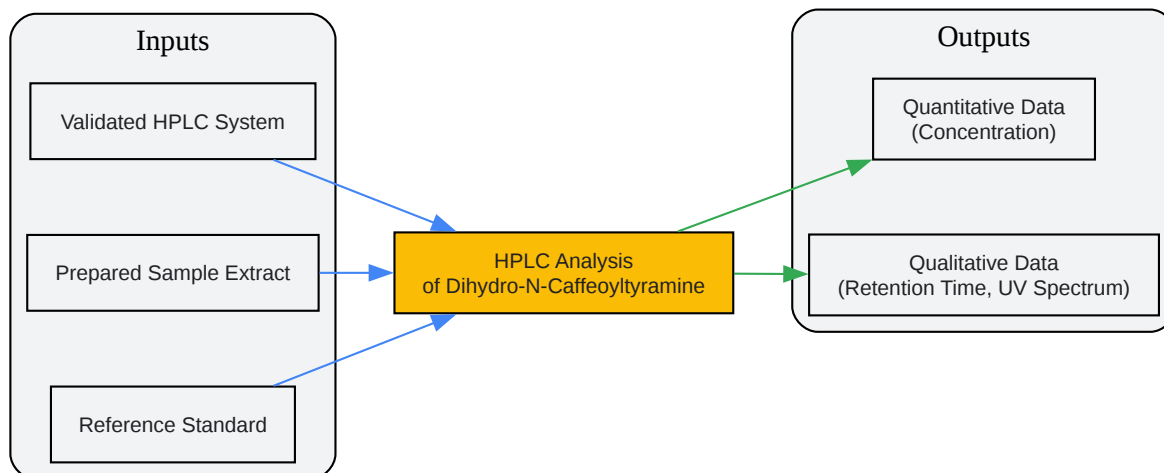 Inputs
Validated HPLC System
Prepared Sample Extract
Reference Standard
HPLC Analysis
of Dihydro-N-Caffeoyltyramine
Outputs
Quantitative Data
(Concentration)
Qualitative Data
(Retention Time, UV Spectrum)